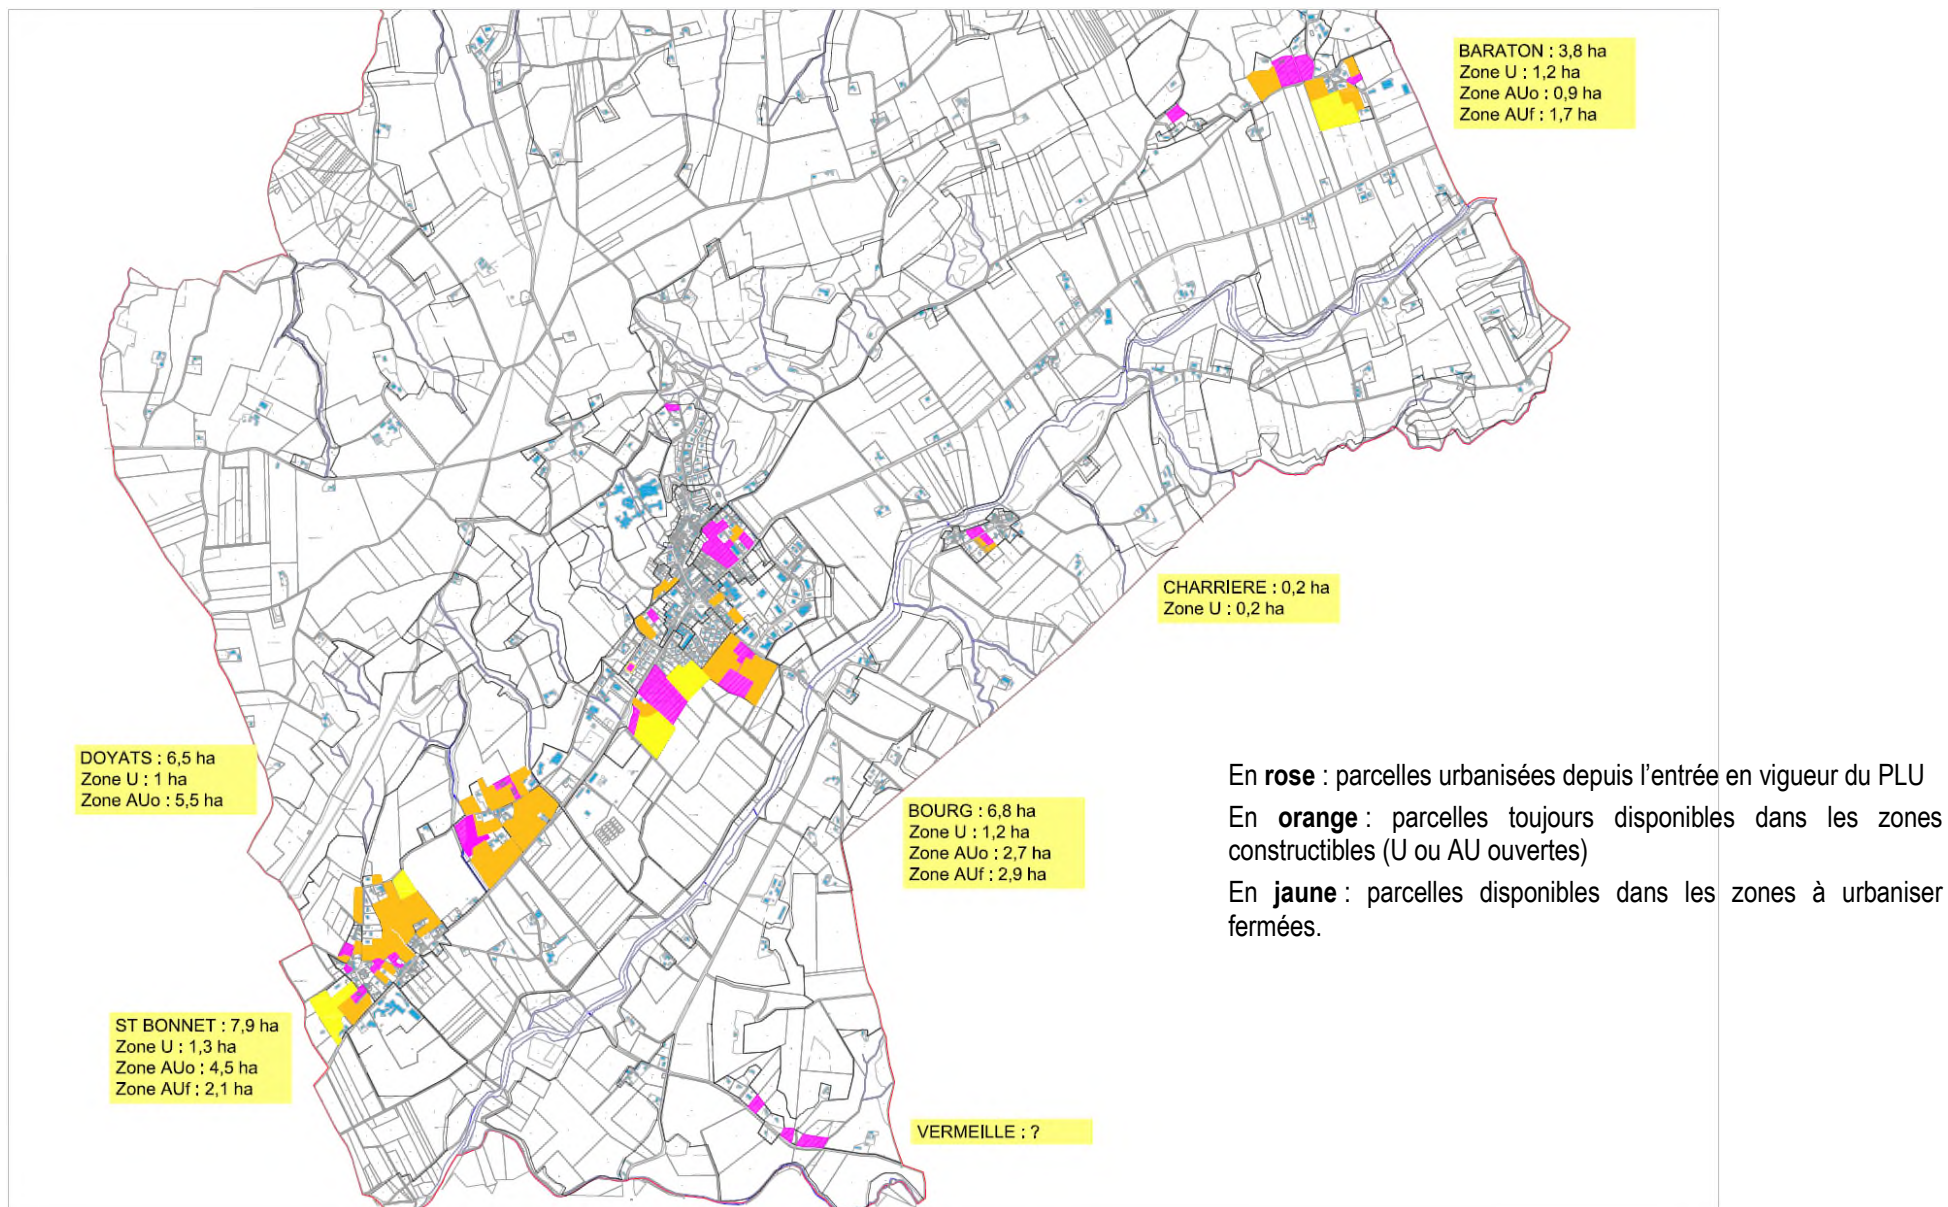 BARATON : 3,8 ha
Zone U : 1,2 ha
Zone AUo : 0,9 ha
Zone AUf : 1,7 ha
CHARRIERE : 0,2 ha
Zone U : 0,2 ha
DOYATS : 6,5 ha
Zone U : 1 ha
Zone AUo : 5,5 ha
BOURG : 6,8 ha
Zone U : 1,2 ha
Zone AUo : 2,7 ha
Zone AUf : 2,9 ha
En rose : parcelles urbanisées depuis l’entrée en vigueur du PLU
En orange : parcelles toujours disponibles dans les zones
constructibles (U ou AU ouvertes)
En jaune : parcelles disponibles dans les zones à urbaniser
fermées.
ST BONNET : 7,9 ha
Zone U : 1,3 ha
Zone AUo : 4,5 ha
Zone AUf : 2,1 ha
VERMEILLE : ?